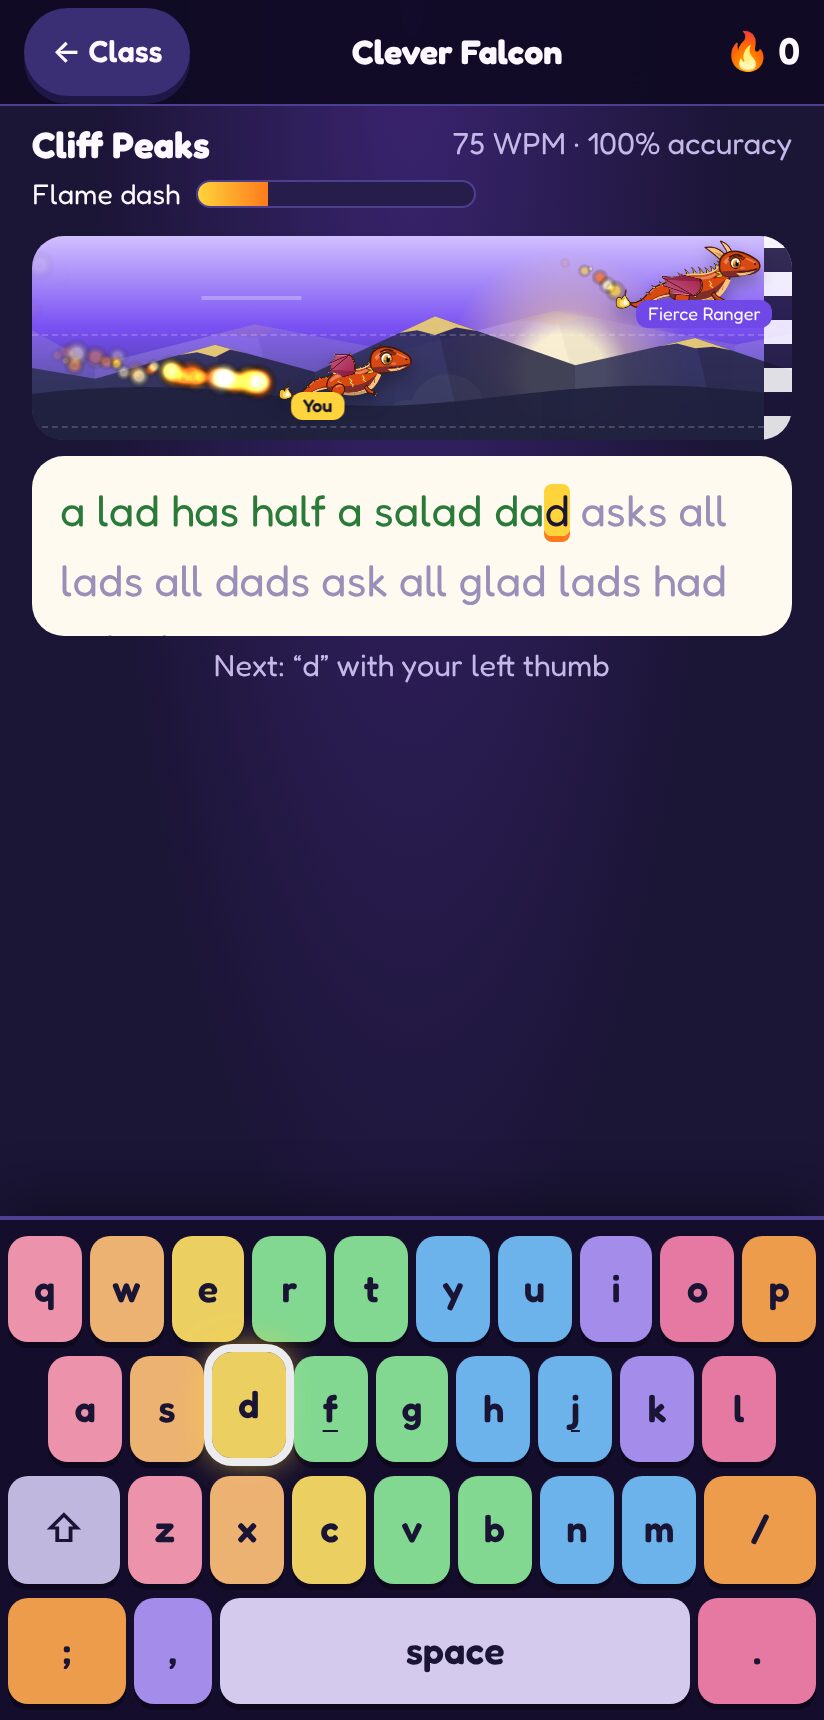 ← Class
Clever Falcon
🔥 0
Cliff Peaks
75 WPM · 100% accuracy
Flame dash
Fierce Ranger
You
a lad has half a salad dad asks all
lads all dads ask all glad lads had
Next: “d” with your left thumb
q w e r t y u i o p
a s d f g h j k l
z x c v b n m /
; , space .